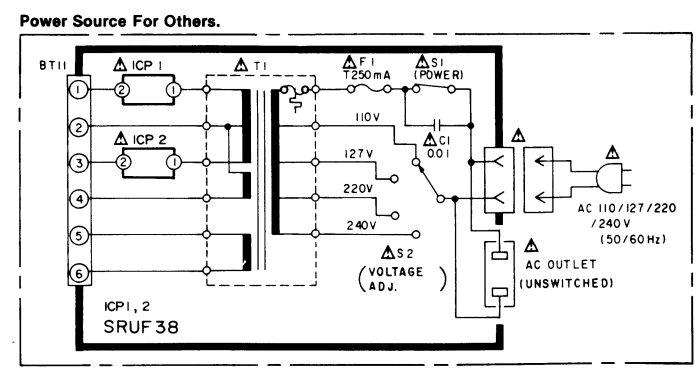 Power Source For Others.
BT11
ICP 1
T1
F1
T250mA
S1
(POWER)
1
2
3
4
5
6
2
1
ICP 2
2
1
110V
127V
220V
240V
C1
0.01
S2
(VOLTAGE
ADJ.)
AC 110/127/220
/240V
(50/60Hz)
AC OUTLET
(UNSWITCHED)
ICP1, 2
SRUF38